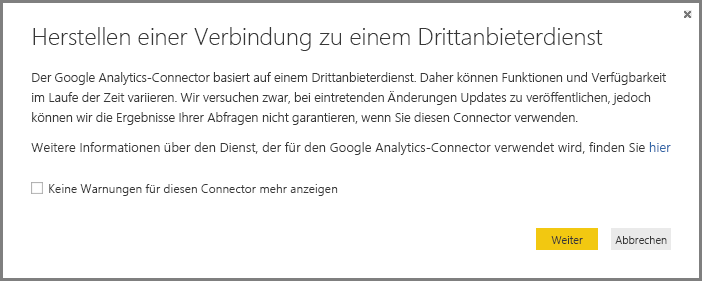 Herstellen einer Verbindung zu einem Drittanbieterdienst
Der Google Analytics-Connector basiert auf einem Drittanbieterdienst. Daher können Funktionen und Verfügbarkeit
im Laufe der Zeit variieren. Wir versuchen zwar, bei eintretenden Änderungen Updates zu veröffentlichen, jedoch
können wir die Ergebnisse Ihrer Abfragen nicht garantieren, wenn Sie diesen Connector verwenden.
Weitere Informationen über den Dienst, der für den Google Analytics-Connector verwendet wird, finden Sie hier
Keine Warnungen für diesen Connector mehr anzeigen
Weiter Abbrechen